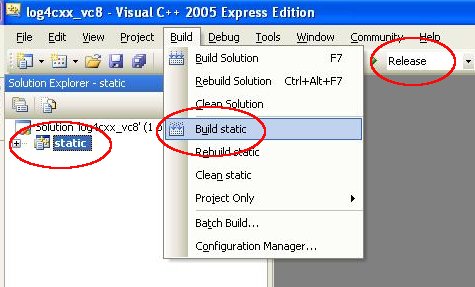 log4cxx_vc8 - Visual C++ 2005 Express Edition
File Edit View Project Build Debug Tools Window Community Help
Release
Solution Explorer - static
Solution 'log4cxx_vc8' (1
static
Build Solution F7
Rebuild Solution Ctrl+Alt+F7
Clean Solution
Build static
Rebuild static
Clean static
Project Only
Batch Build...
Configuration Manager...